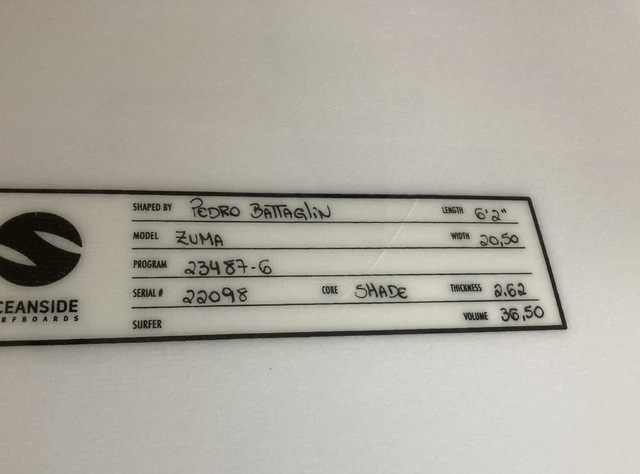 CEANSIDE
RFBOARDS
SHAPED BY PEDRO BATTAGLIN LENGTH 6'2"
MODEL ZUMA WIDTH 20,50
PROGRAM 23487-6
SERIAL # 22098 CORE SHADE THICKNESS 2.62
SURFER VOLUME 36,50